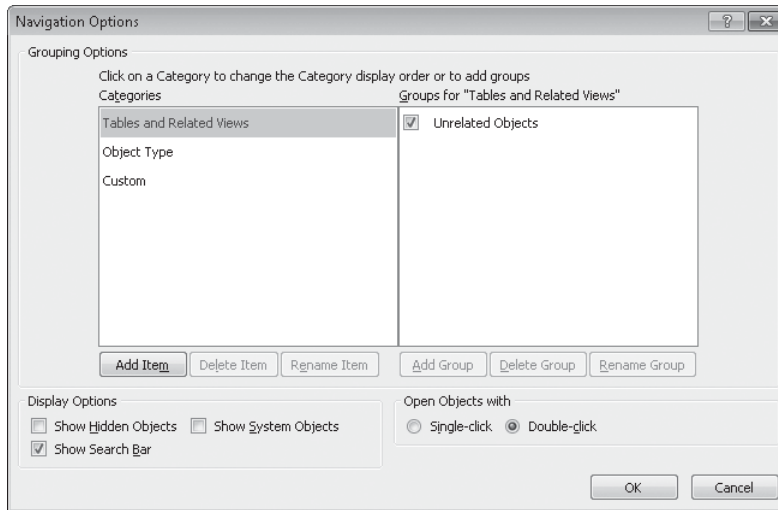 Navigation Options
Grouping Options
Click on a Category to change the Category display order or to add groups
Categories
Groups for "Tables and Related Views"
Tables and Related Views
Object Type
Custom
Unrelated Objects
Add Item
Delete Item
Rename Item
Add Group
Delete Group
Rename Group
Display Options
Show Hidden Objects
Show System Objects
Show Search Bar
Open Objects with
Single-click
Double-click
OK
Cancel